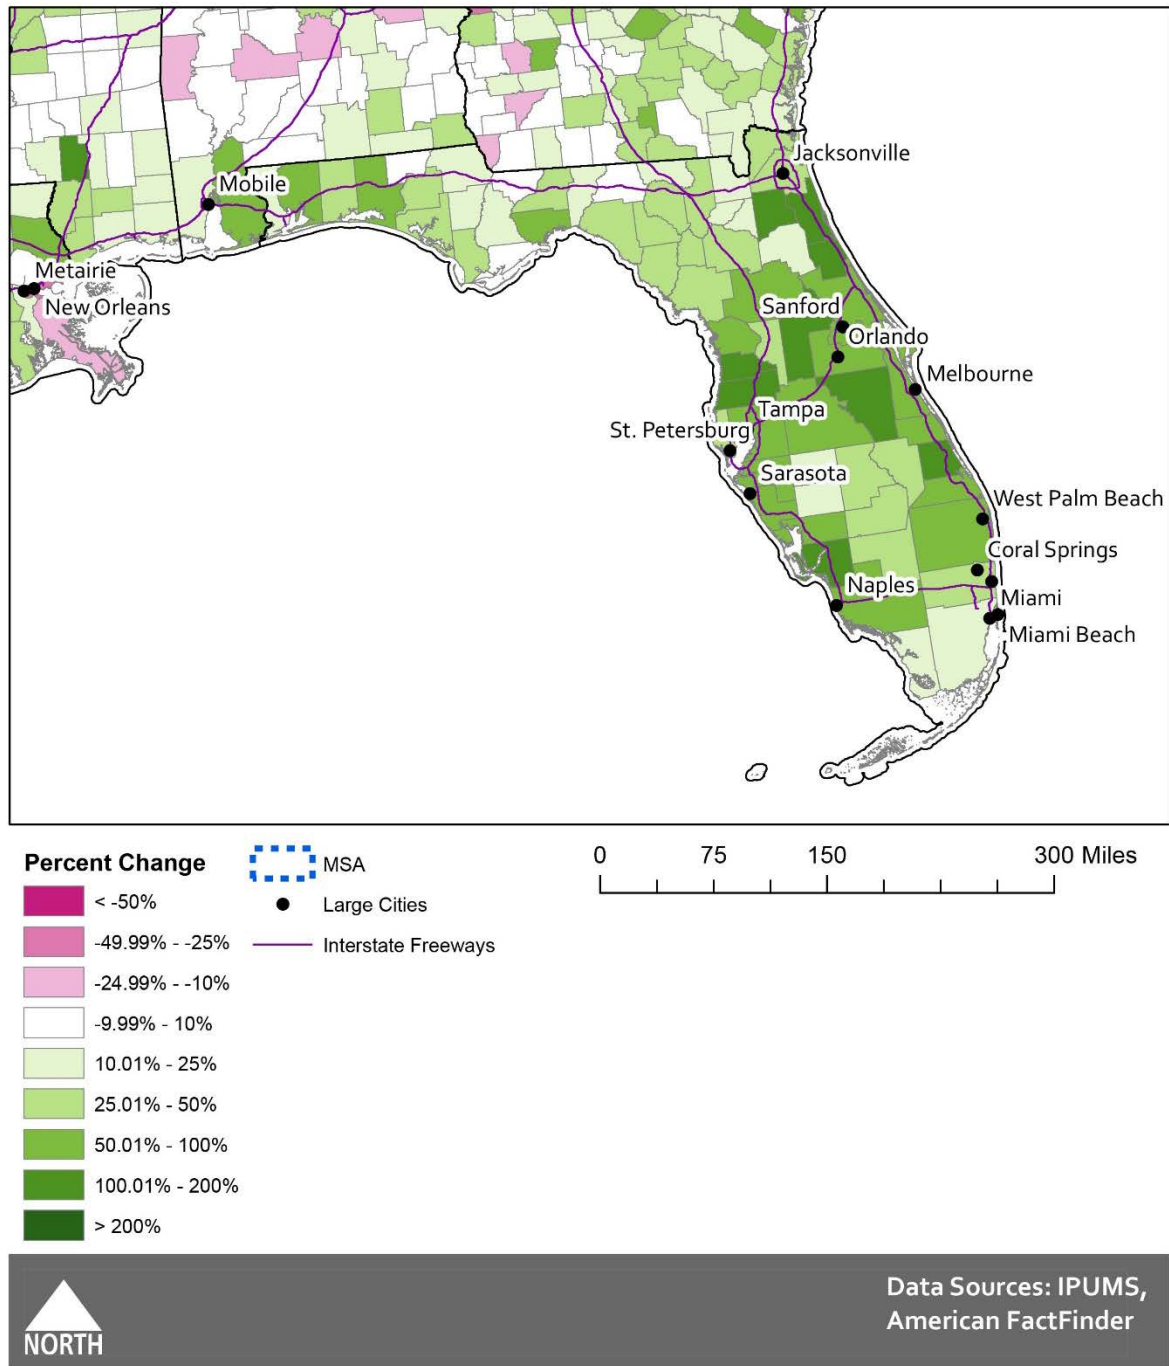 Jacksonville
Mobile
Metairie
New Orleans
Sanford
Orlando
Melbourne
Tampa
St. Petersburg
Sarasota
West Palm Beach
Coral Springs
Naples
Miami
Miami Beach
Percent Change
< -50%
-49.99% - -25%
-24.99% - -10%
-9.99% - 10%
10.01% - 25%
25.01% - 50%
50.01% - 100%
100.01% - 200%
> 200%
MSA
Large Cities
Interstate Freeways
0 75 150 300 Miles
NORTH
Data Sources: IPUMS,
American FactFinder